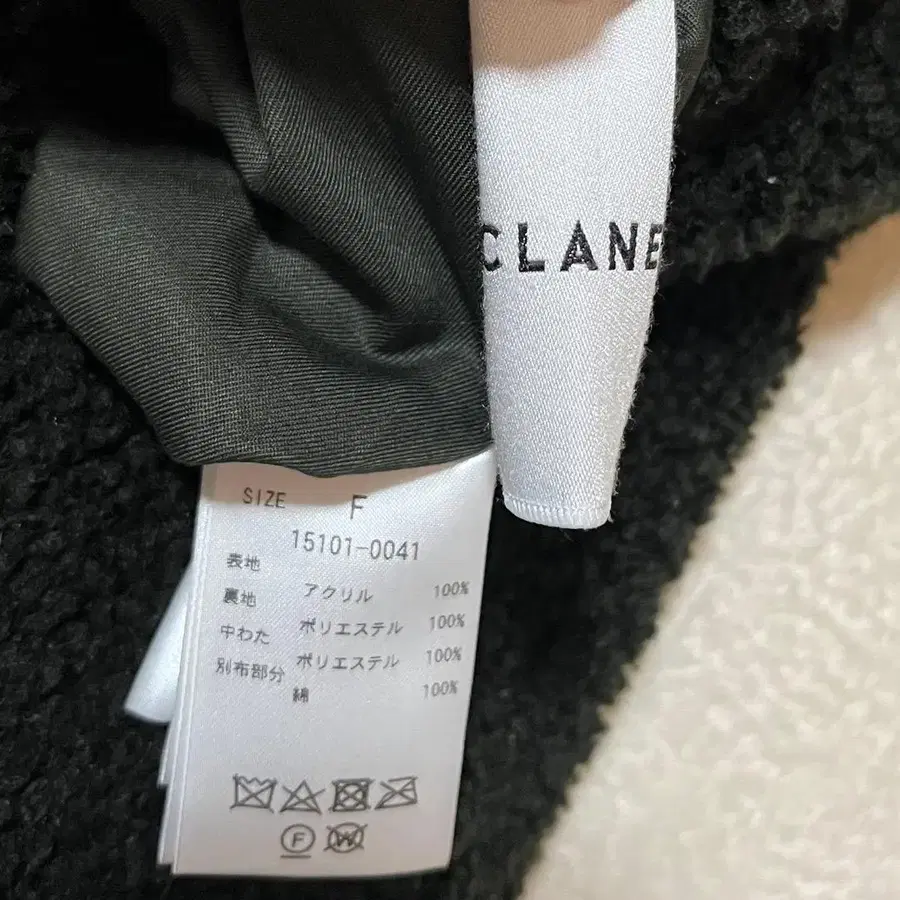 CLANE
SIZE F
15101-0041
表地 アクリル 100%
裏地 ポリエステル 100%
中わた ポリエステル 100%
別布部分 綿 100%
F
W